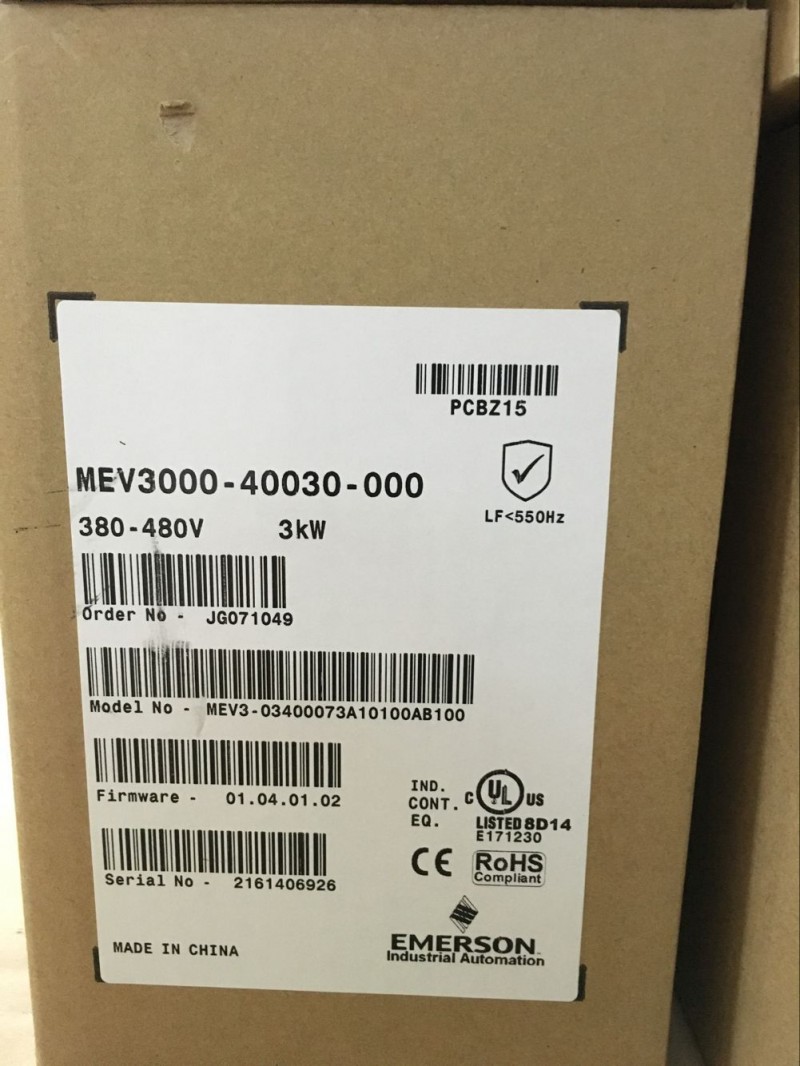 PCBZ15
MEV3000-40030-000
LF<550Hz
380-480V 3kW
Order No - JG071049
Model No - MEV3-03400073A10100AB100
Firmware - 01.04.01.02
Serial No - 2161406926
IND.
CONT.
EQ.
C UL US
LISTED 8D14
E171230
CE
RoHS
Compliant
MADE IN CHINA
EMERSON
Industrial Automation